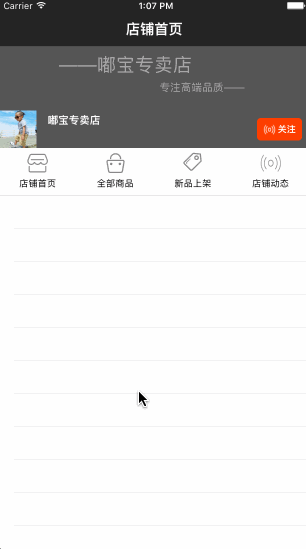 Carrier 1:07 PM
店铺首页
——嘟宝专卖店
专注高端品质——
嘟宝专卖店
关注
店铺首页 全部商品 新品上架 店铺动态